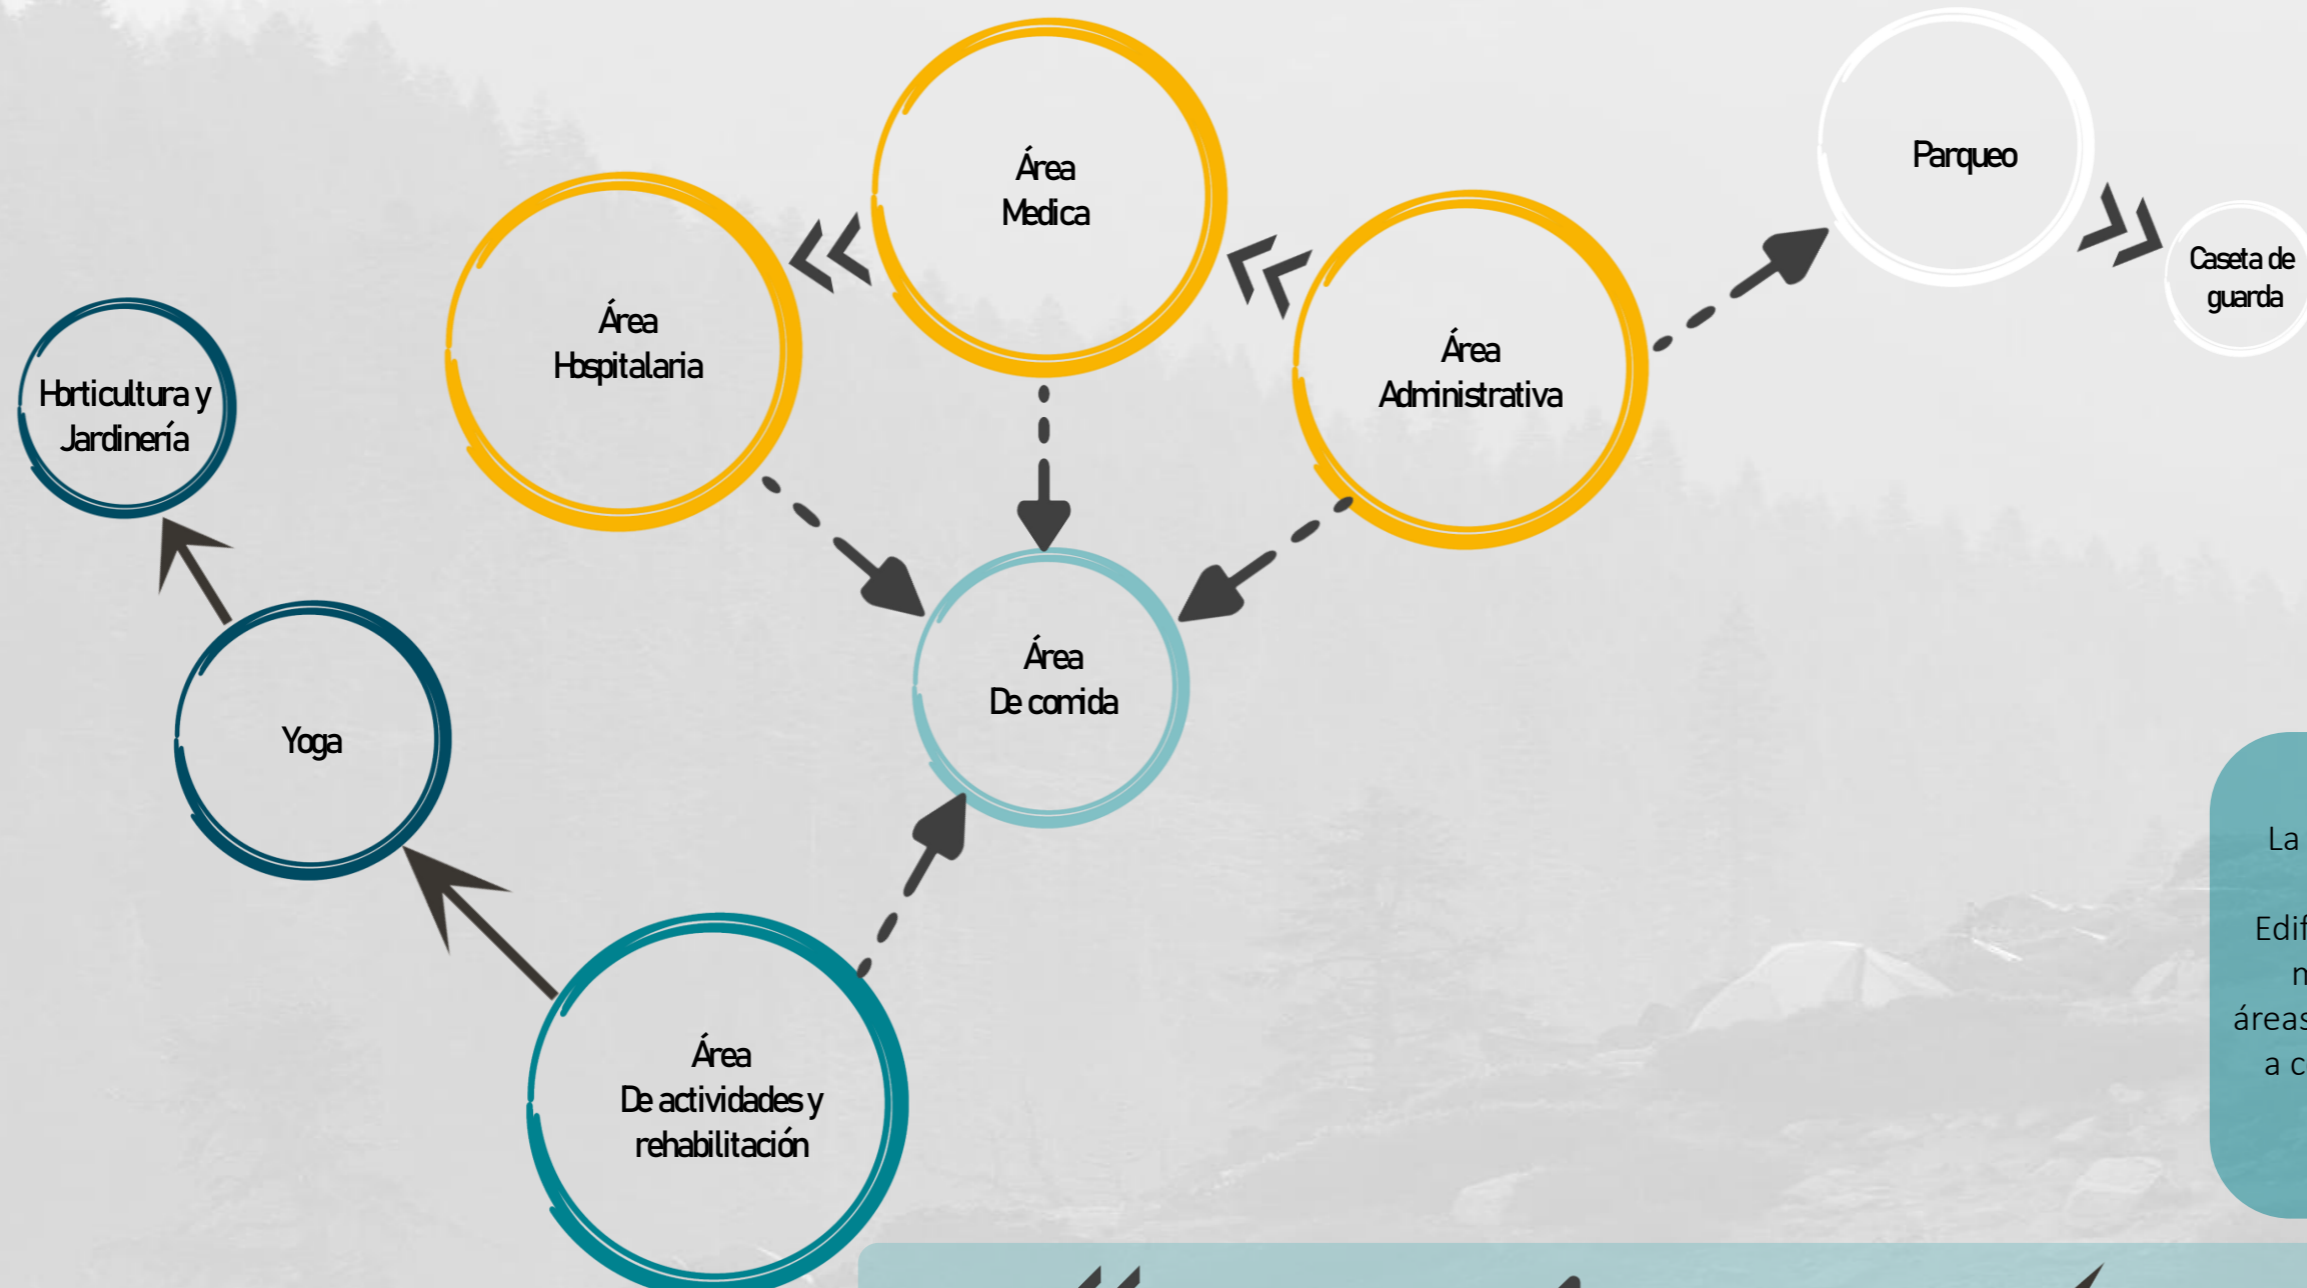 Área
Medica
Parqueo
Caseta de
guarda
Área
Hospitalaria
Área
Administrativa
Horticultura y
Jardinería
Área
De comida
Yoga
Área
De actividades y
rehabilitación
La
áreas
a